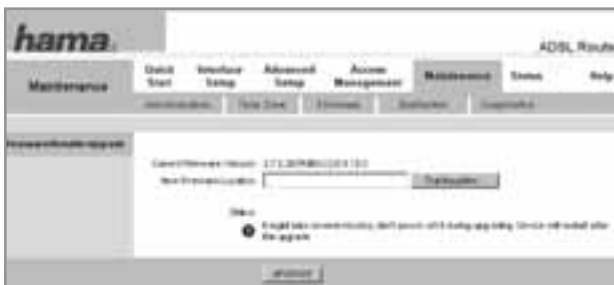 hama
ADSL Route
Maintenance
Quick Start
Interface Setup
Advanced Setup
Access Management
Maintenance
Status
Help
Administration
Time Zone
Firmware
SysRestart
Diagnostics
Current Firmware Version
New Firmware Location
Status
It might take several minutes, don't power off it during upgrading. Device will restart after
the upgrade.
UPGRADE